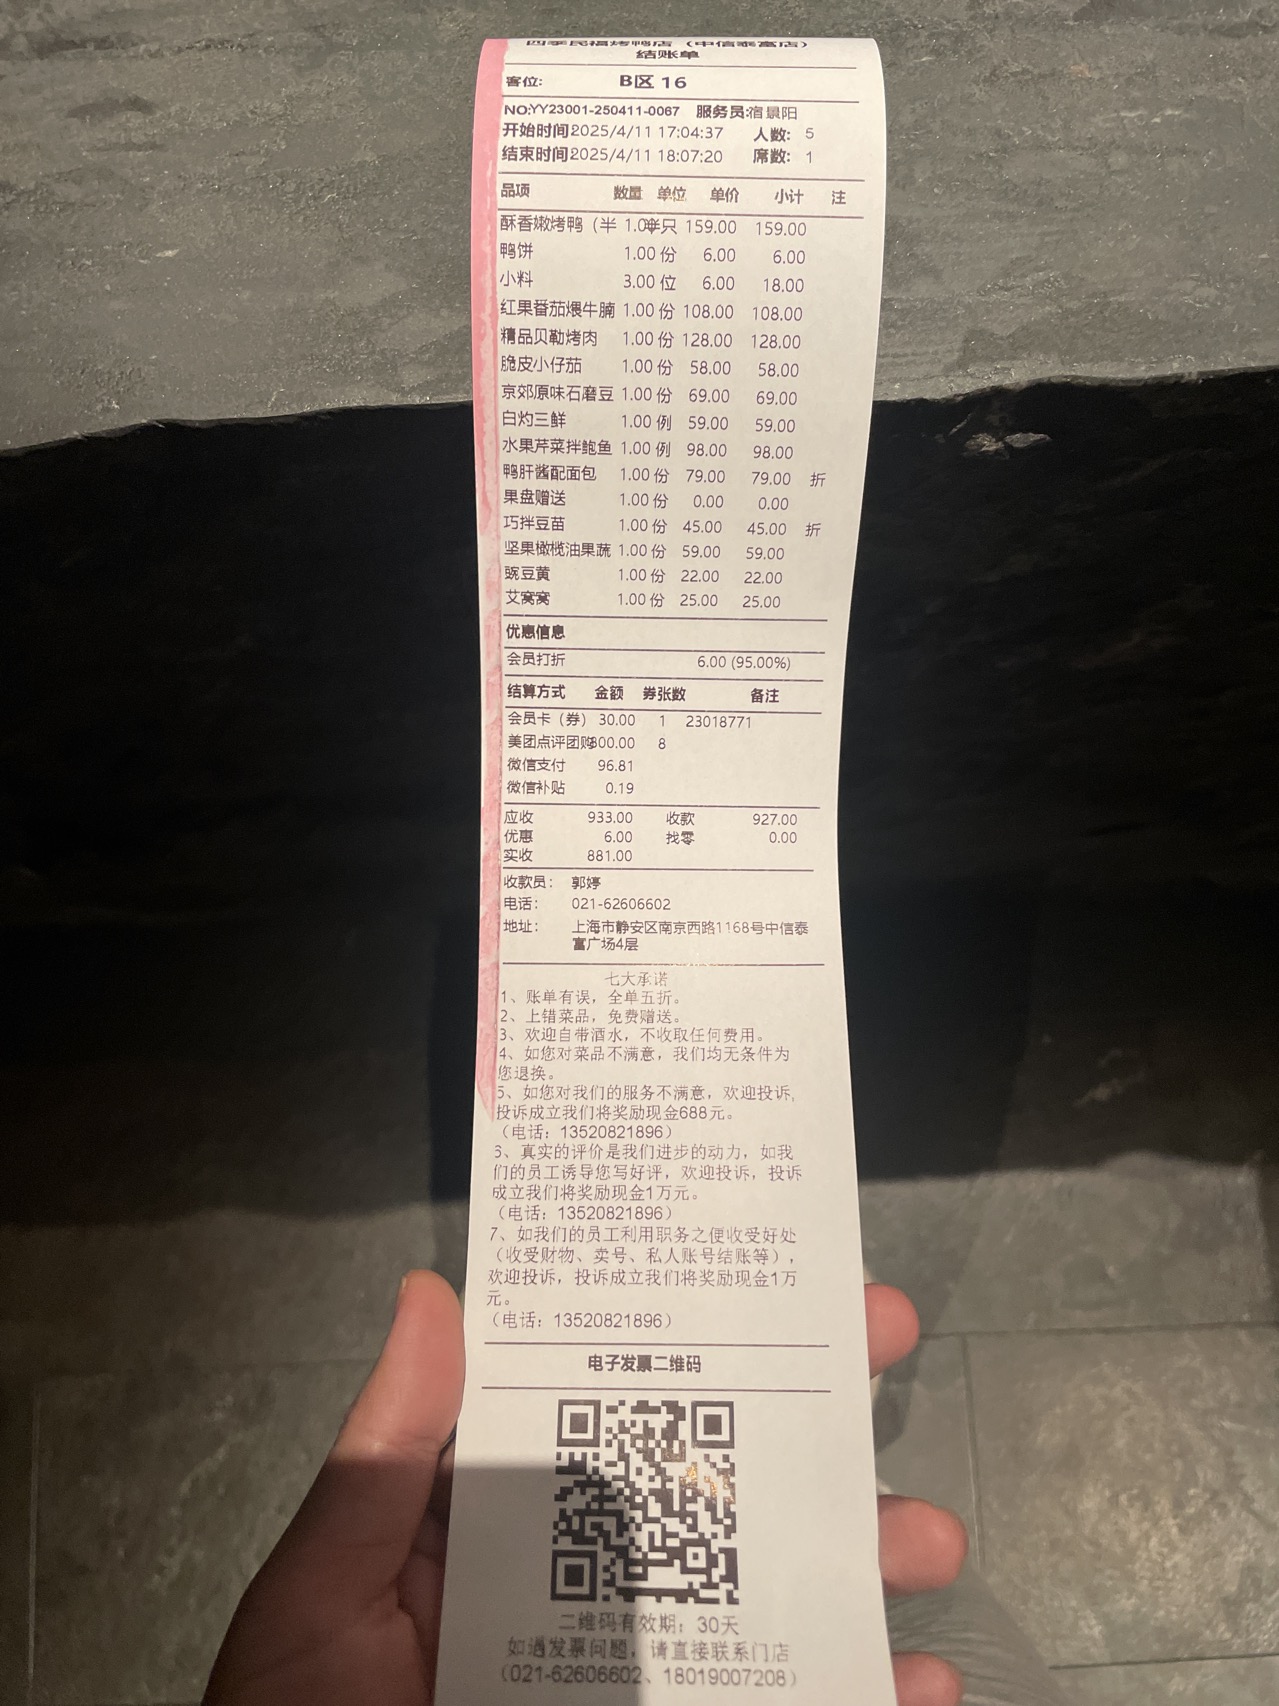 四季民福烤鸭店（中信泰富店）
结账单
客位： B区 16
NO:YY23001-250411-0067 服务员:宿景阳
开始时间2025/4/11 17:04:37 人数： 5
结束时间2025/4/11 18:07:20 席数： 1
品项 数量 单位 单价 小计 注
酥香嫩烤鸭（半 1.00半只 159.00 159.00
鸭饼 1.00 份 6.00 6.00
小料 3.00 位 6.00 18.00
红果番茄煨牛腩 1.00 份 108.00 108.00
精品贝勒烤肉 1.00 份 128.00 128.00
脆皮小仔茄 1.00 份 58.00 58.00
京郊原味石磨豆 1.00 份 69.00 69.00
白灼三鲜 1.00 例 59.00 59.00
水果芹菜拌鲍鱼 1.00 例 98.00 98.00
鸭肝酱配面包 1.00 份 79.00 79.00 折
果盘赠送 1.00 份 0.00 0.00
巧拌豆苗 1.00 份 45.00 45.00 折
坚果橄榄油果蔬 1.00 份 59.00 59.00
豌豆黄 1.00 份 22.00 22.00
艾窝窝 1.00 份 25.00 25.00
优惠信息
会员打折 6.00 (95.00%)
结算方式 金额 券张数 备注
会员卡（券） 30.00 1 23018771
美团点评团购800.00 8
微信支付 96.81
微信补贴 0.19
应收 933.00 收款 927.00
优惠 6.00 找零 0.00
实收 881.00
收款员： 郭婷
电话： 021-62606602
地址： 上海市静安区南京西路1168号中信泰
富广场4层
七大承诺
1、账单有误，全单五折。
2、上错菜品，免费赠送。
3、欢迎自带酒水，不收取任何费用。
4、如您对菜品不满意，我们均无条件为
您退换。
5、如您对我们的服务不满意，欢迎投诉,
投诉成立我们将奖励现金688元。
（电话：13520821896）
6、真实的评价是我们进步的动力，如我
们的员工诱导您写好评，欢迎投诉，投诉
成立我们将奖励现金1万元。
（电话：13520821896）
7、如我们的员工利用职务之便收受好处
（收受财物、卖号、私人账号结账等），
欢迎投诉，投诉成立我们将奖励现金1万
元。
（电话：13520821896）
电子发票二维码
二维码有效期：30天
如遇发票问题，请直接联系门店
（021-62606602、18019007208）